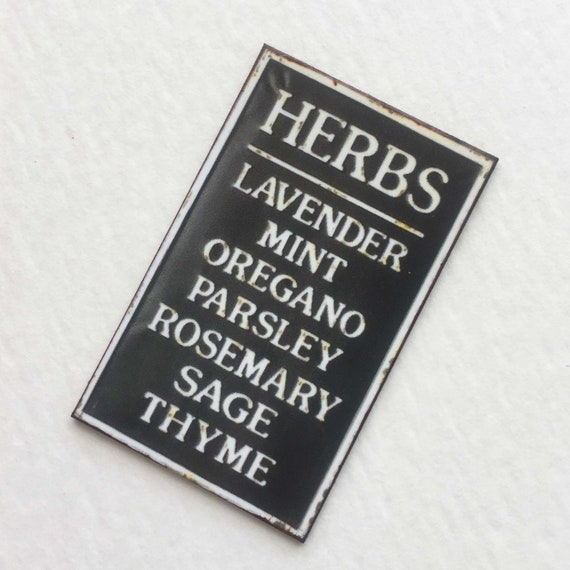 HERBS
LAVENDER
MINT
OREGANO
PARSLEY
ROSEMARY
SAGE
THYME